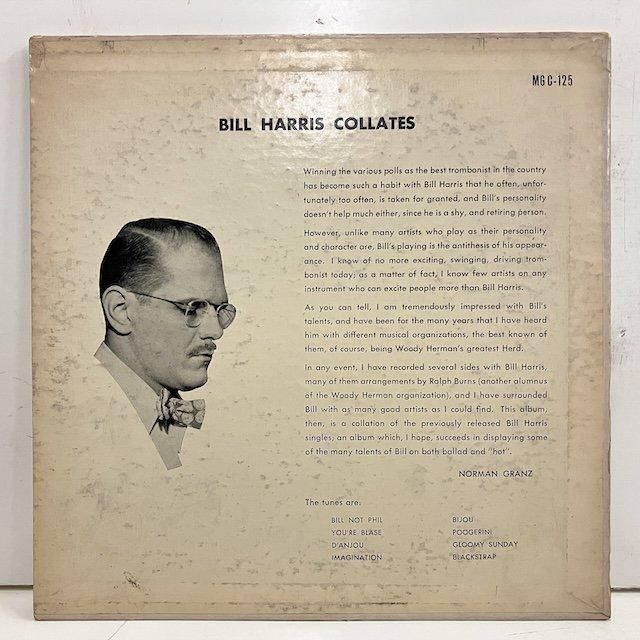 MG C-125
BILL HARRIS COLLATES
Winning the various polls as the best trombonist in the country
has become such a habit with Bill Harris that he often, unfor-
tunately too often, is taken for granted, and Bill's personality
doesn't help much either, since he is a shy, and retiring person.
However, unlike many artists who play as their personality
and character are, Bill's playing is the antithesis of his appear-
ance. I know of no more exciting, swinging, driving trom-
bonist today; as a matter of fact, I know few artists on any
instrument who can excite people more than Bill Harris.
As you can tell, I am tremendously impressed with Bill's
talents, and have been for the many years that I have heard
him with different musical organizations, the best known of
them, of course, being Woody Herman's greatest Herd.
In any event, I have recorded several sides with Bill Harris,
many of them arrangements by Ralph Burns (another alumnus
of the Woody Herman organization), and I have surrounded
Bill with as many good artists as I could find. This album,
then, is a collation of the previously released Bill Harris
singles; an album which, I hope, succeeds in displaying some
of the many talents of Bill on both ballad and "hot".
NORMAN GRANZ
The tunes are:
BILL NOT PHIL
YOU'RE BLASE
D'ANJOU
IMAGINATION
BIJOU
POOGERINI
GLOOMY SUNDAY
BLACKSTRAP